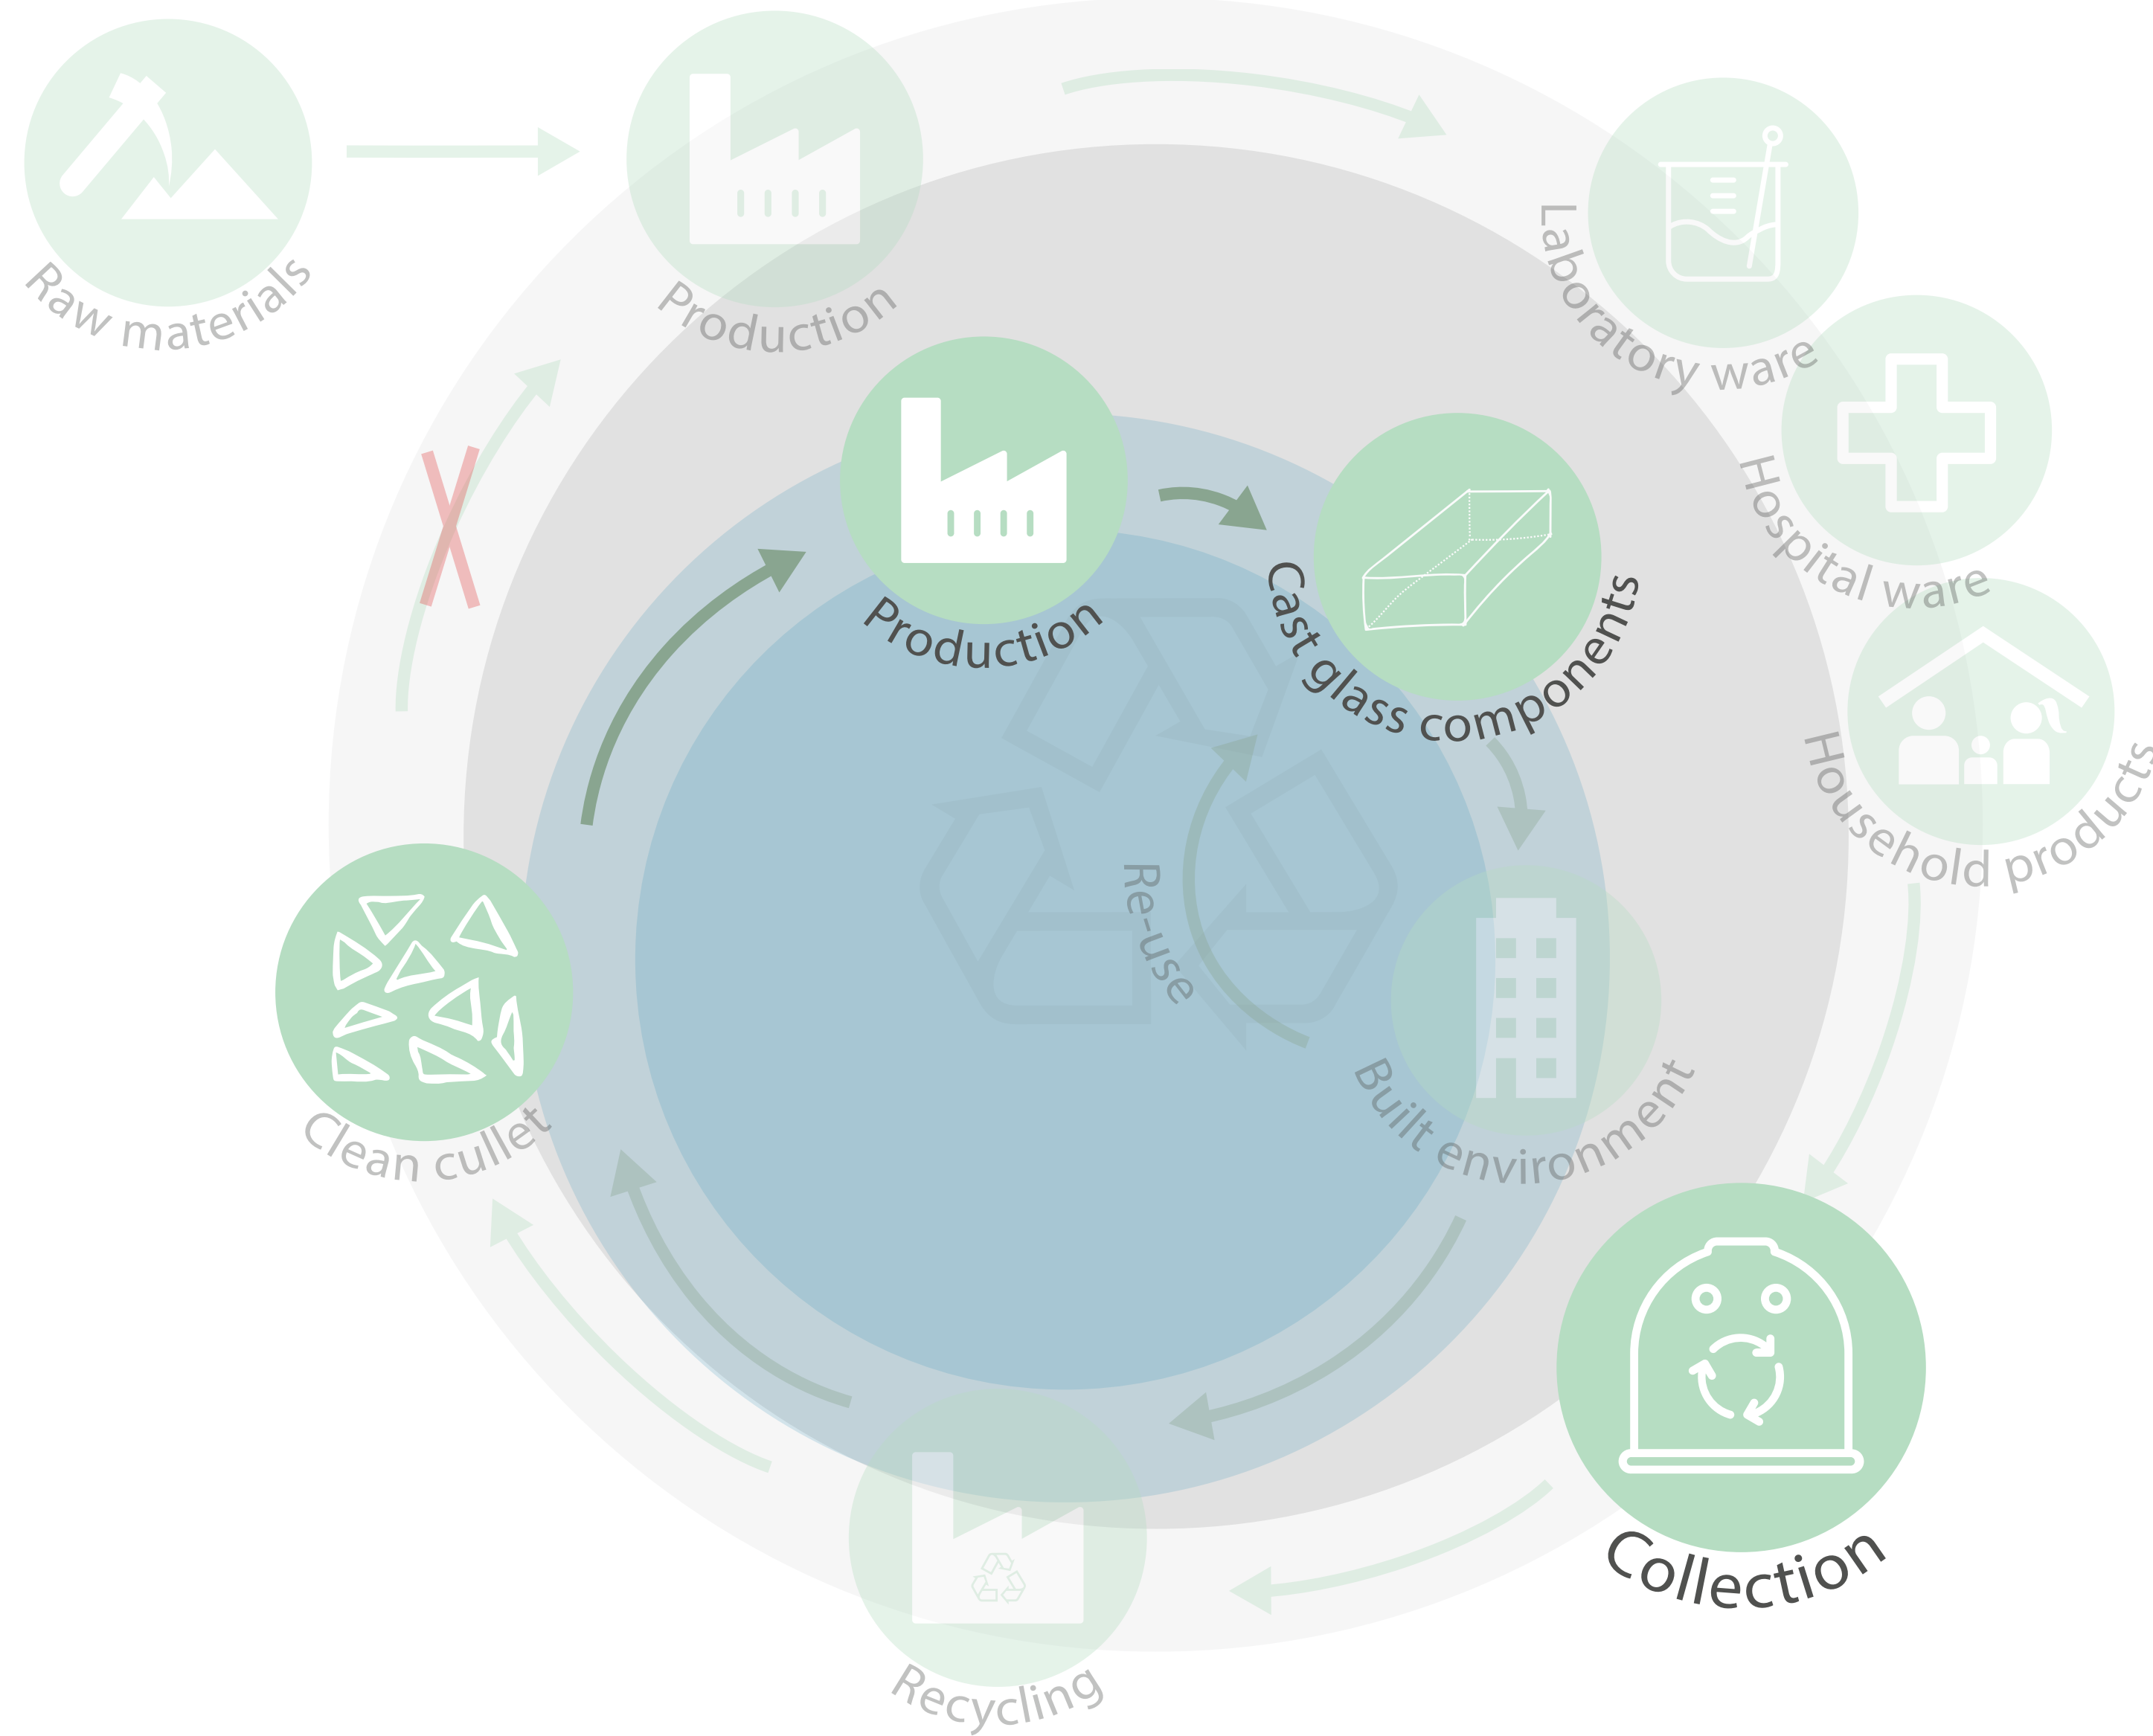 Raw materials
Production
Laboratory ware
Hospital ware
Household products
Production
Cast glass components
Re-use
Built environment
Clean cullet
Collection
Recycling